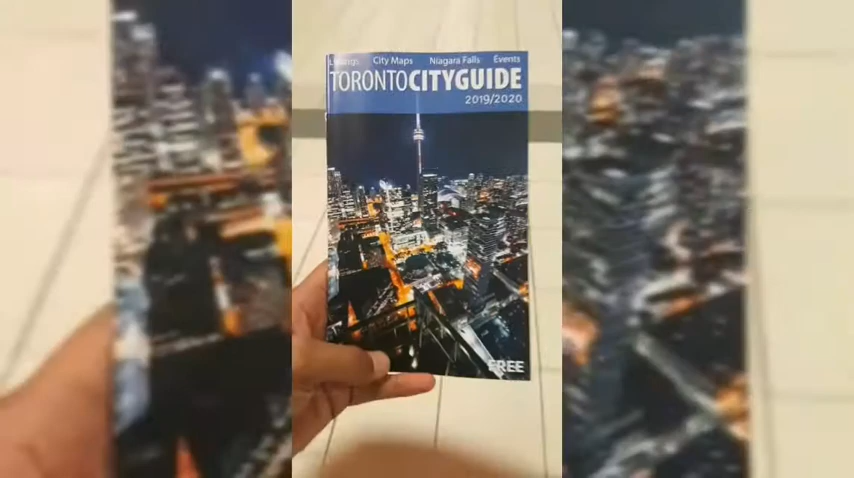 Listings City Maps Niagara Falls Events
TORONTOCITYGUIDE
2019/2020
FREE